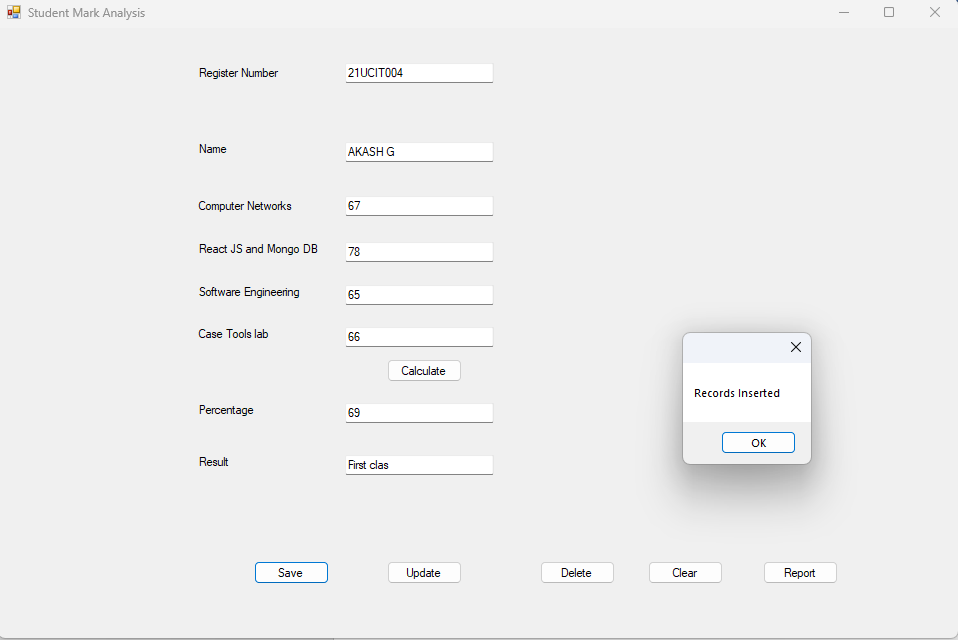 Student Mark Analysis
Register Number 21UCIT004
Name AKASH G
Computer Networks 67
React JS and Mongo DB 78
Software Engineering 65
Case Tools lab 66
Calculate
Percentage 69
Result First clas
Records Inserted
OK
Save Update Delete Clear Report